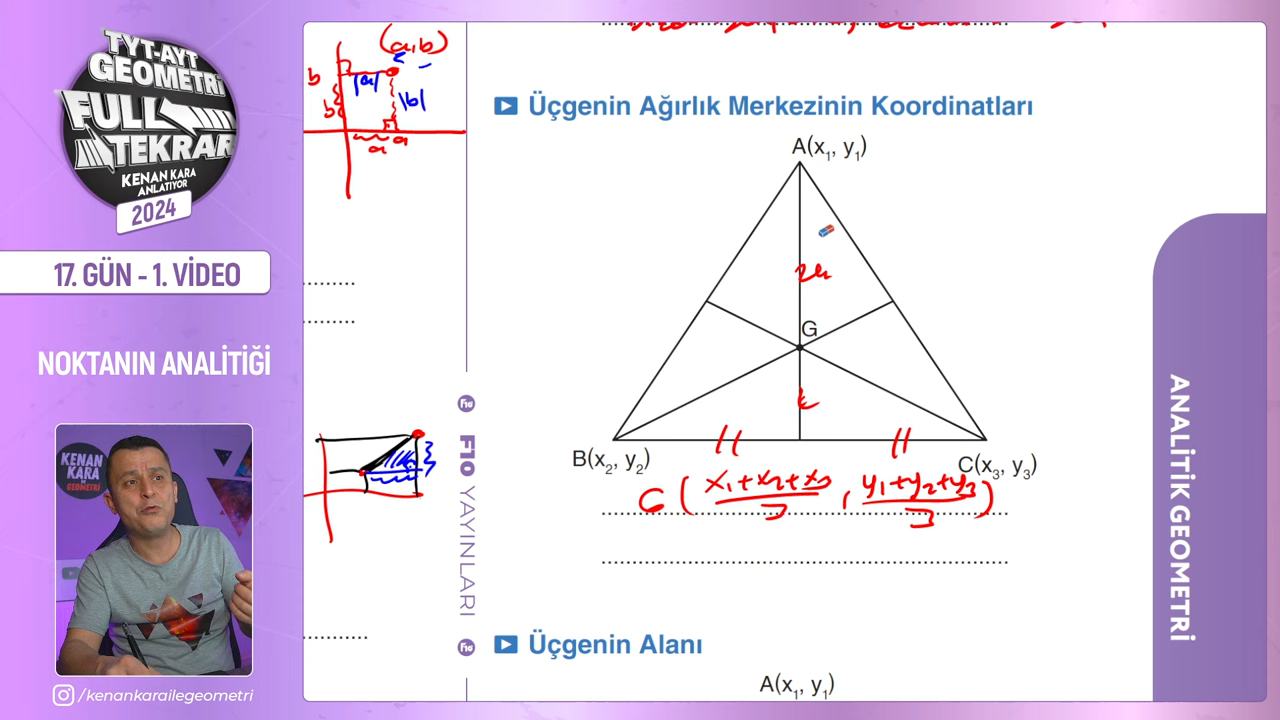 TYT-AYT
GEOMETRİ
FULL
TEKRAR
KENAN KARA
ANLATIYOR
2024
17. GÜN - 1. VİDEO
NOKTANIN ANALİTİĞİ
KENAN
KARA
GEOMETRİ
/kenankarailegeometri
(a,b)
b
|a|
|b|
b
a
a
F10
F10 YAYINLARI
F10
Üçgenin Ağırlık Merkezinin Koordinatları
A(x₁, y₁)
2k
G
k
B(x₂, y₂)
C(x₃, y₃)
G ( x₁+x₂+x₃ / 3 , y₁+y₂+y₃ / 3 )
Üçgenin Alanı
A(x₁, y₁)
ANALİTİK GEOMETRİ